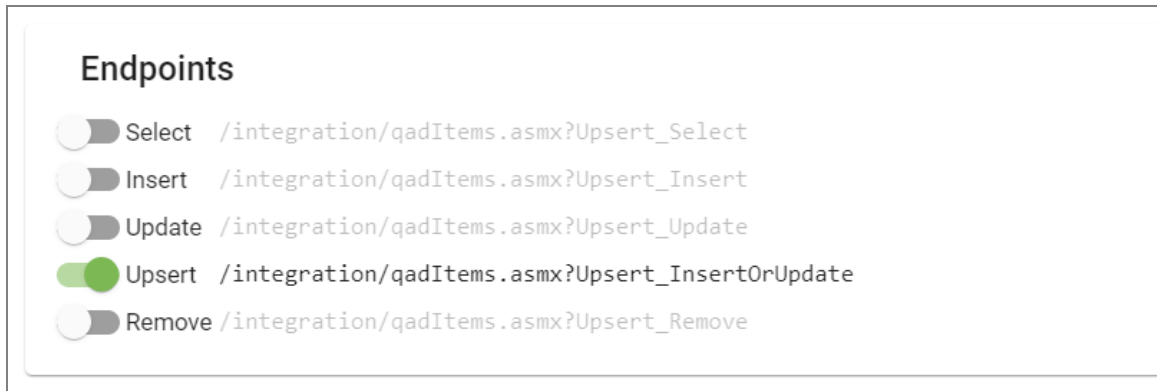 Endpoints
Select /integration/qadItems.asmx?Upsert_Select
Insert /integration/qadItems.asmx?Upsert_Insert
Update /integration/qadItems.asmx?Upsert_Update
Upsert /integration/qadItems.asmx?Upsert_InsertOrUpdate
Remove /integration/qadItems.asmx?Upsert_Remove